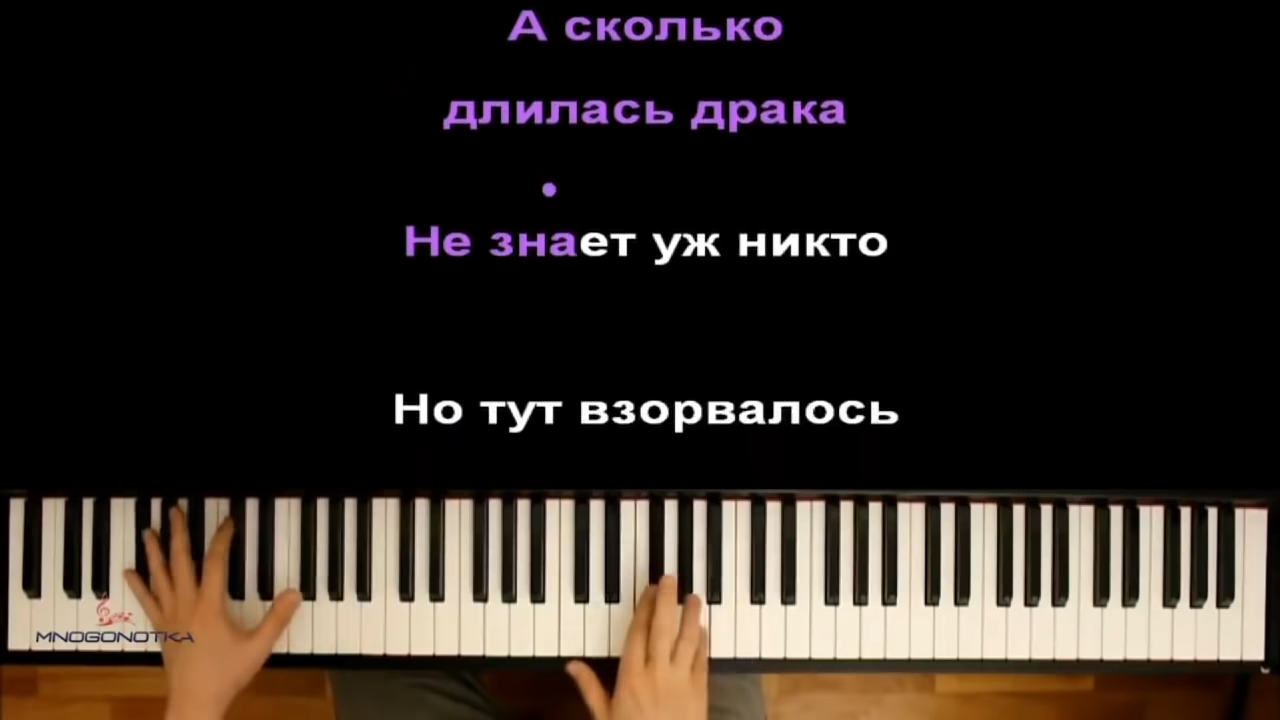 А сколько
длилась драка
Не знает уж никто
Но тут взорвалось
MNOGONOTKA